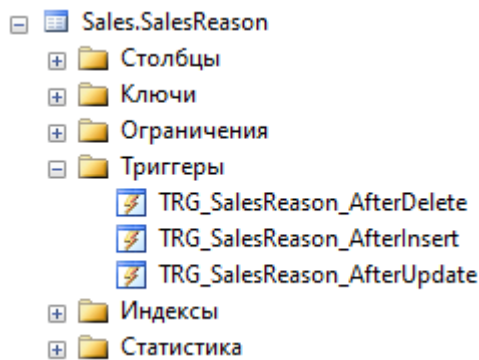 Sales.SalesReason
Столбцы
Ключи
Ограничения
Триггеры
TRG_SalesReason_AfterDelete
TRG_SalesReason_AfterInsert
TRG_SalesReason_AfterUpdate
Индексы
Статистика